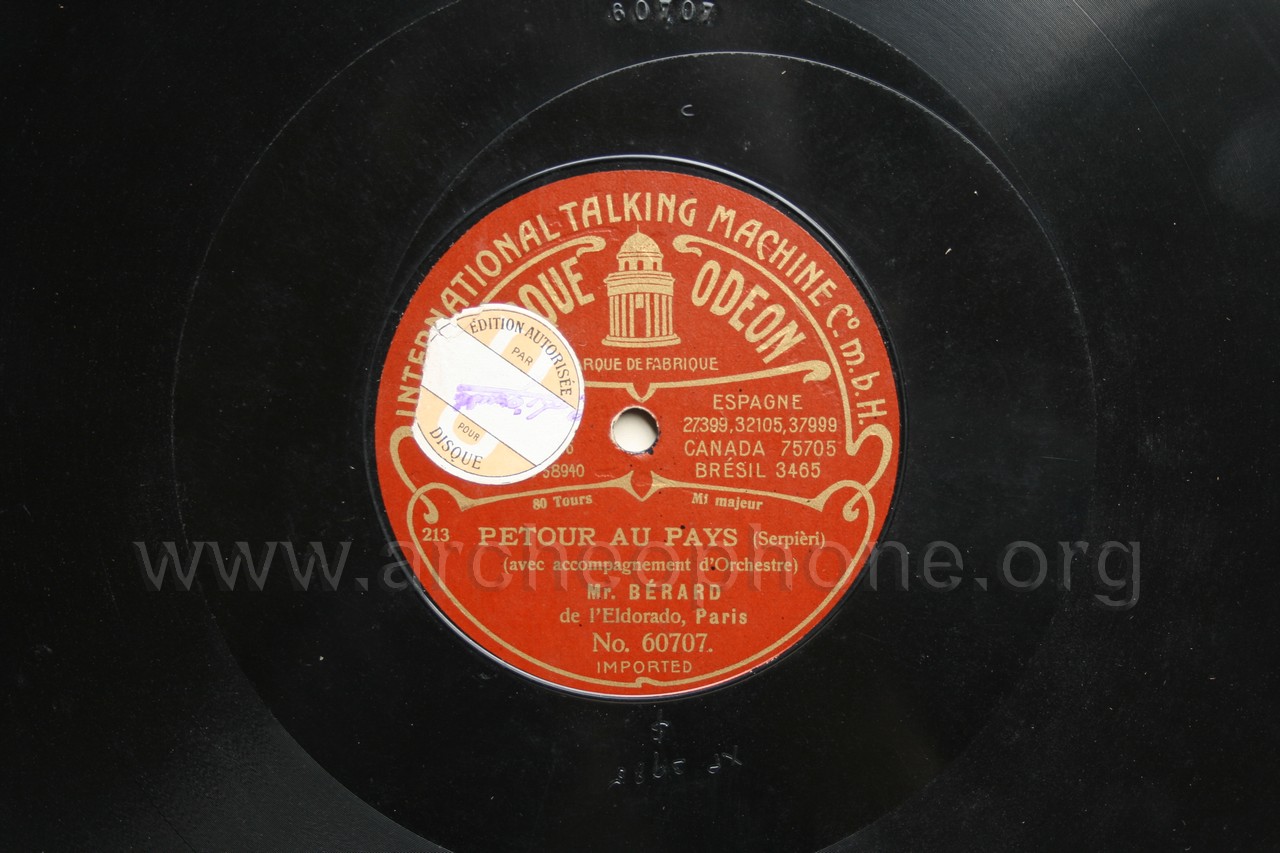 60707
C
INTERNATIONAL TALKING MACHINE Co. m.b.H.
ODEON
ÉDITION AUTORISÉE
PAR
POUR
DISQUE
DE FABRIQUE
ESPAGNE
27399,32105,37999
CANADA 75705
58940 BRÉSIL 3465
80 Tours Mi majeur
213 PETOUR AU PAYS (Serpièri)
(avec accompagnement d'Orchestre)
Mr. BÉRARD
de l'Eldorado, Paris
No. 60707.
IMPORTED
www.archeophone.org